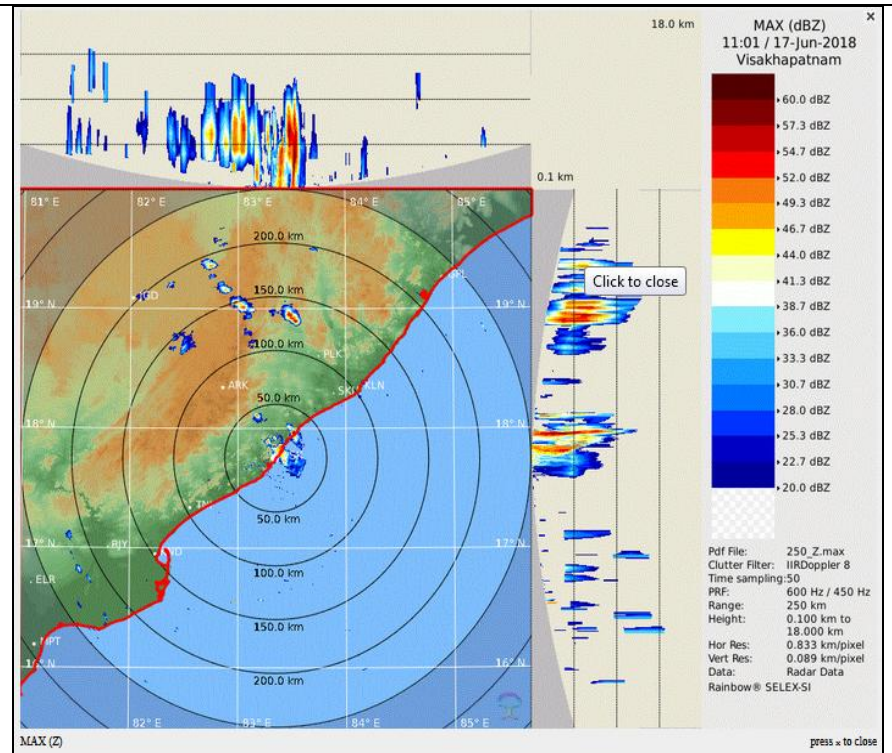 18.0 km
0.1 km
MAX (dBZ)
11:01 / 17-Jun-2018
Visakhapatnam
×
60.0 dBZ
57.3 dBZ
54.7 dBZ
52.0 dBZ
49.3 dBZ
46.7 dBZ
44.0 dBZ
41.3 dBZ
38.7 dBZ
36.0 dBZ
33.3 dBZ
30.7 dBZ
28.0 dBZ
25.3 dBZ
22.7 dBZ
20.0 dBZ
Click to close
81° E
82° E
83° E
84° E
85° E
200.0 km
150.0 km
100.0 km
50.0 km
50.0 km
100.0 km
150.0 km
200.0 km
19° N
19° N
18° N
18° N
17° N
17° N
16° N
PLK
ARK
SKL
KLN
RJY
ELR
82° E
83° E
84° E
85° E
Pdf File: 250_Z.max
Clutter Filter: IIRDoppler 8
Time sampling:50
PRF: 600 Hz / 450 Hz
Range: 250 km
Height: 0.100 km to
18.000 km
Hor Res: 0.833 km/pixel
Vert Res: 0.089 km/pixel
Data: Radar Data
Rainbow® SELEX-SI
MAX (Z)
press × to close